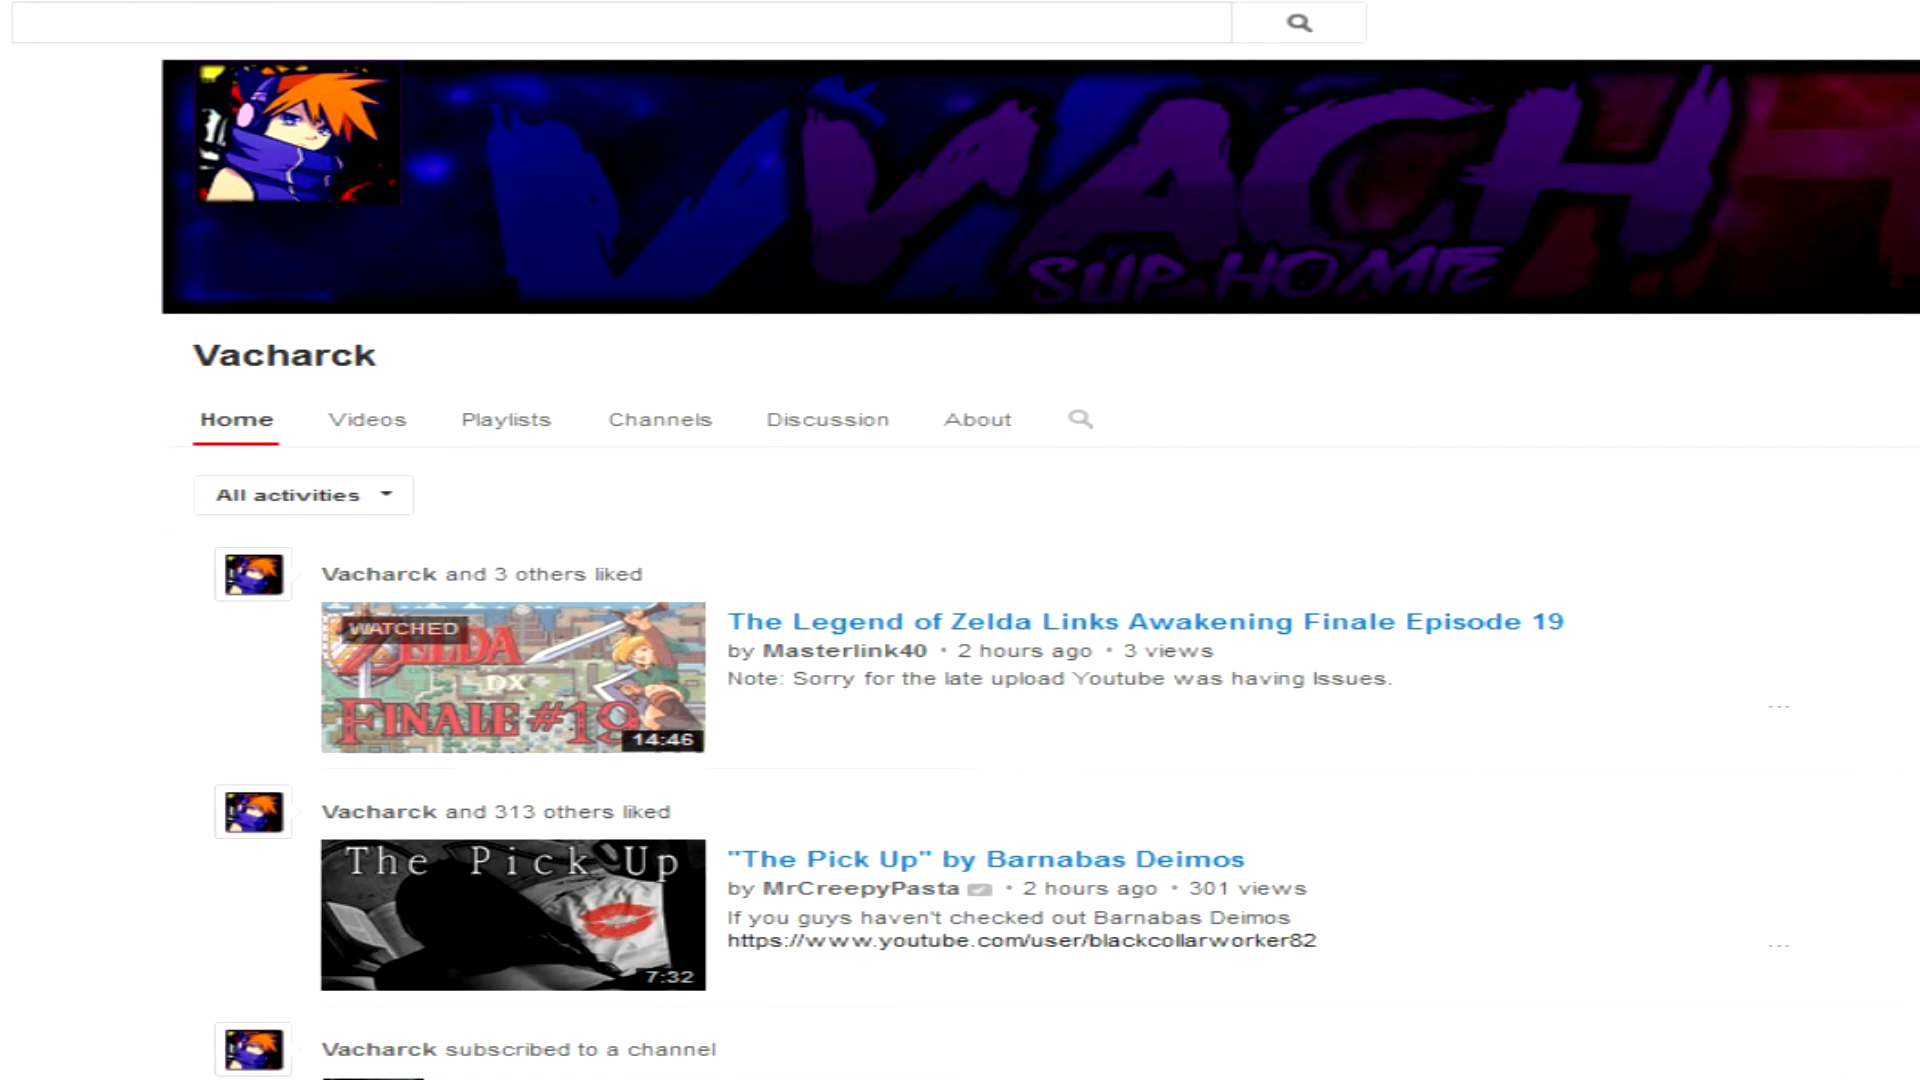 VACH
SUP HOMIE
Vacharck
Home Videos Playlists Channels Discussion About
All activities
Vacharck and 3 others liked
WATCHED
ZELDA
DX
FINALE #19
14:46
The Legend of Zelda Links Awakening Finale Episode 19
by Masterlink40 • 2 hours ago • 3 views
Note: Sorry for the late upload Youtube was having Issues.
...
Vacharck and 313 others liked
The Pick Up
7:32
"The Pick Up" by Barnabas Deimos
by MrCreepyPasta • 2 hours ago • 301 views
If you guys haven't checked out Barnabas Deimos
https://www.youtube.com/user/blackcollarworker82
...
Vacharck subscribed to a channel